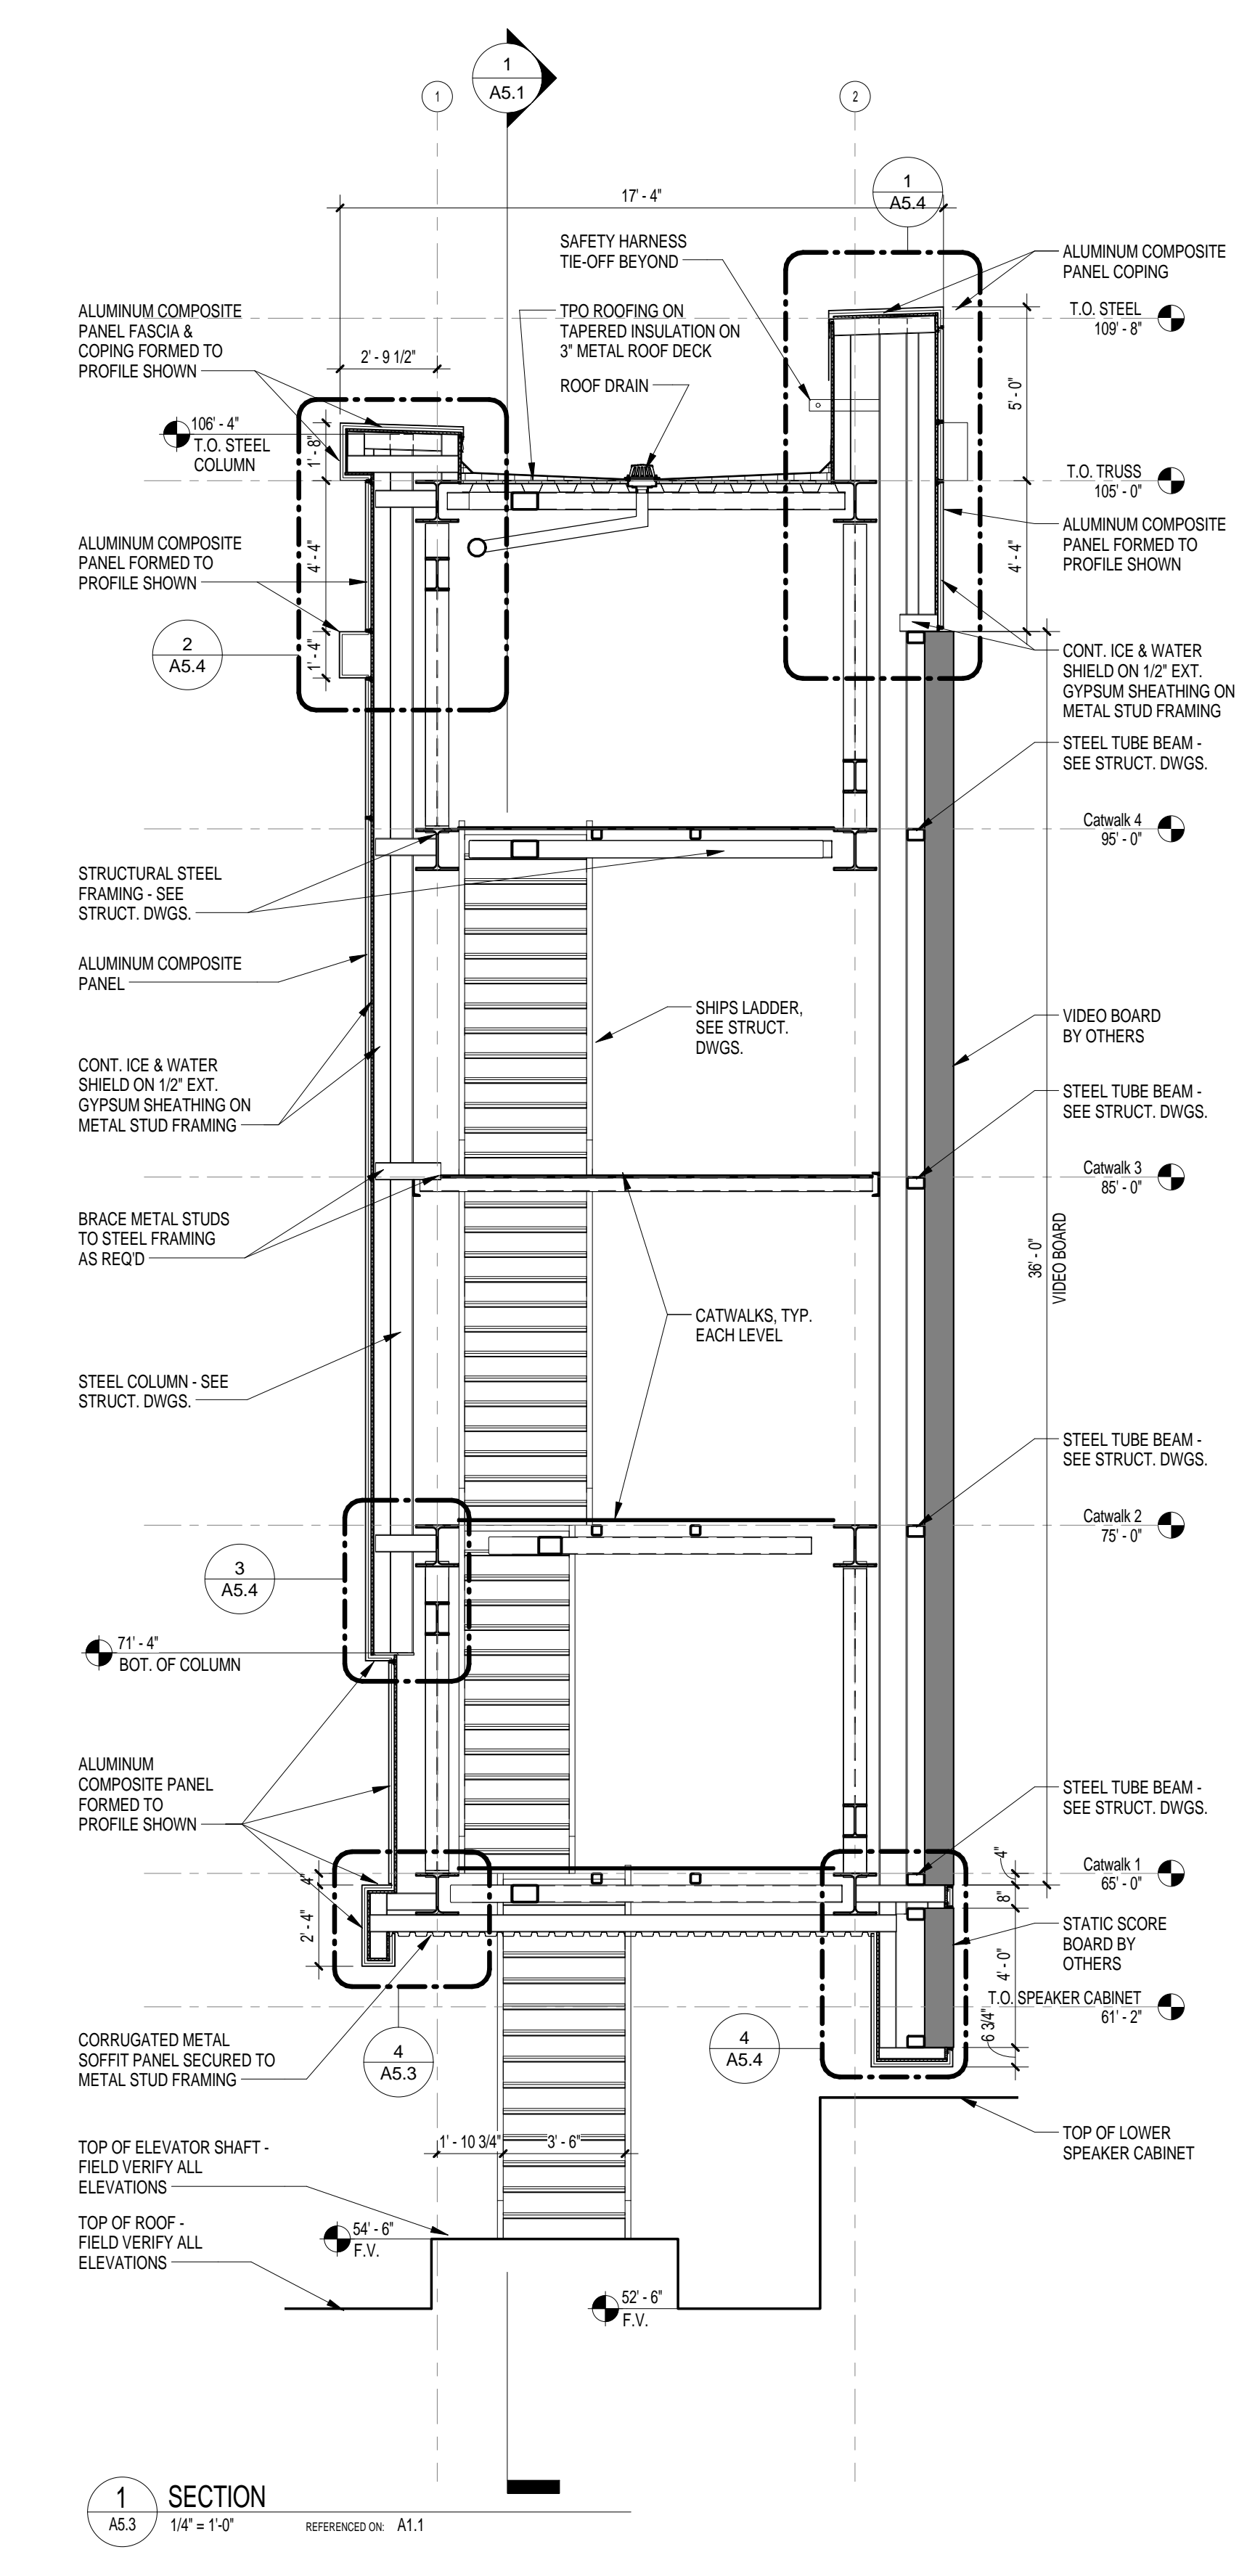 1
A5.1
1
2
1
A5.4
17' - 4"
SAFETY HARNESS
TIE-OFF BEYOND
ALUMINUM COMPOSITE
PANEL COPING
ALUMINUM COMPOSITE
PANEL FASCIA &
COPING FORMED TO
PROFILE SHOWN
TPO ROOFING ON
TAPERED INSULATION ON
3" METAL ROOF DECK
T.O. STEEL
109' - 8"
2' - 9 1/2"
ROOF DRAIN
5' - 0"
106' - 4"
T.O. STEEL
COLUMN
1' - 8"
T.O. TRUSS
105' - 0"
ALUMINUM COMPOSITE
PANEL FORMED TO
PROFILE SHOWN
4' - 4"
4' - 4"
ALUMINUM COMPOSITE
PANEL FORMED TO
PROFILE SHOWN
2
A5.4
1' - 4"
CONT. ICE & WATER
SHIELD ON 1/2" EXT.
GYPSUM SHEATHING ON
METAL STUD FRAMING
STEEL TUBE BEAM -
SEE STRUCT. DWGS.
Catwalk 4
95' - 0"
STRUCTURAL STEEL
FRAMING - SEE
STRUCT. DWGS.
ALUMINUM COMPOSITE
PANEL
SHIPS LADDER,
SEE STRUCT.
DWGS.
VIDEO BOARD
BY OTHERS
CONT. ICE & WATER
SHIELD ON 1/2" EXT.
GYPSUM SHEATHING ON
METAL STUD FRAMING
STEEL TUBE BEAM -
SEE STRUCT. DWGS.
Catwalk 3
85' - 0"
BRACE METAL STUDS
TO STEEL FRAMING
AS REQ'D
36' - 0"
VIDEO BOARD
CATWALKS, TYP.
EACH LEVEL
STEEL COLUMN - SEE
STRUCT. DWGS.
STEEL TUBE BEAM -
SEE STRUCT. DWGS.
Catwalk 2
75' - 0"
3
A5.4
71' - 4"
BOT. OF COLUMN
ALUMINUM
COMPOSITE PANEL
FORMED TO
PROFILE SHOWN
STEEL TUBE BEAM -
SEE STRUCT. DWGS.
4"
4"
Catwalk 1
65' - 0"
8"
2' - 4"
STATIC SCORE
BOARD BY
OTHERS
4' - 0"
T.O. SPEAKER CABINET
61' - 2"
6 3/4"
CORRUGATED METAL
SOFFIT PANEL SECURED TO
METAL STUD FRAMING
4
A5.3
4
A5.4
1' - 10 3/4"
3' - 6"
TOP OF LOWER
SPEAKER CABINET
TOP OF ELEVATOR SHAFT -
FIELD VERIFY ALL
ELEVATIONS
TOP OF ROOF -
FIELD VERIFY ALL
ELEVATIONS
54' - 6"
F.V.
52' - 6"
F.V.
1
A5.3
SECTION
1/4" = 1'-0"
REFERENCED ON: A1.1